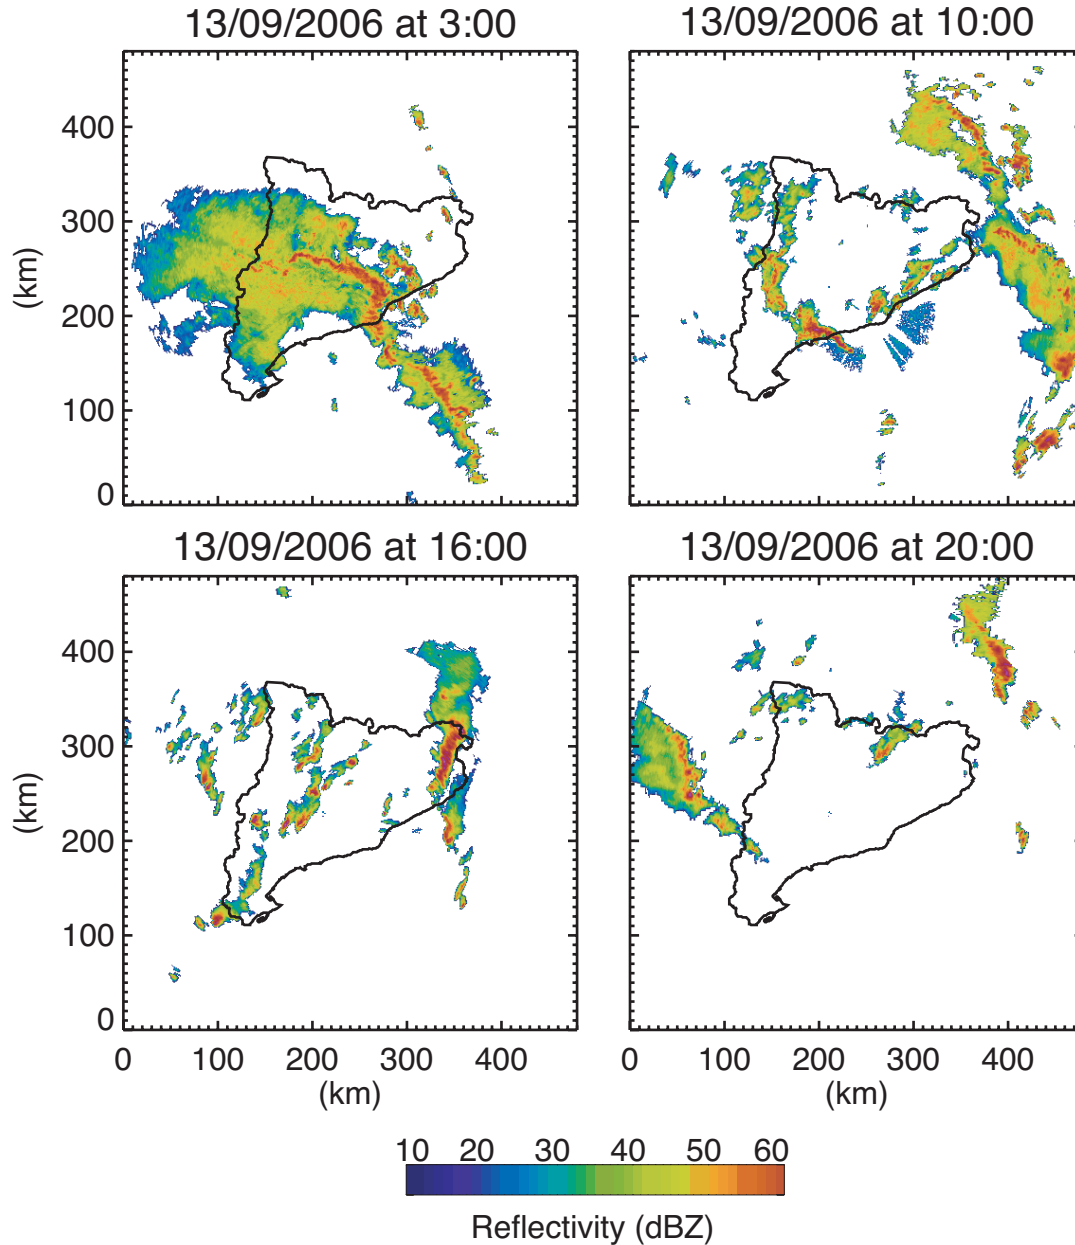 13/09/2006 at 3:00
13/09/2006 at 10:00
400
300
200
100
0
(km)
13/09/2006 at 16:00
13/09/2006 at 20:00
400
300
200
100
0
(km)
0 100 200 300 400
0 100 200 300 400
(km)
(km)
10 20 30 40 50 60
Reflectivity (dBZ)